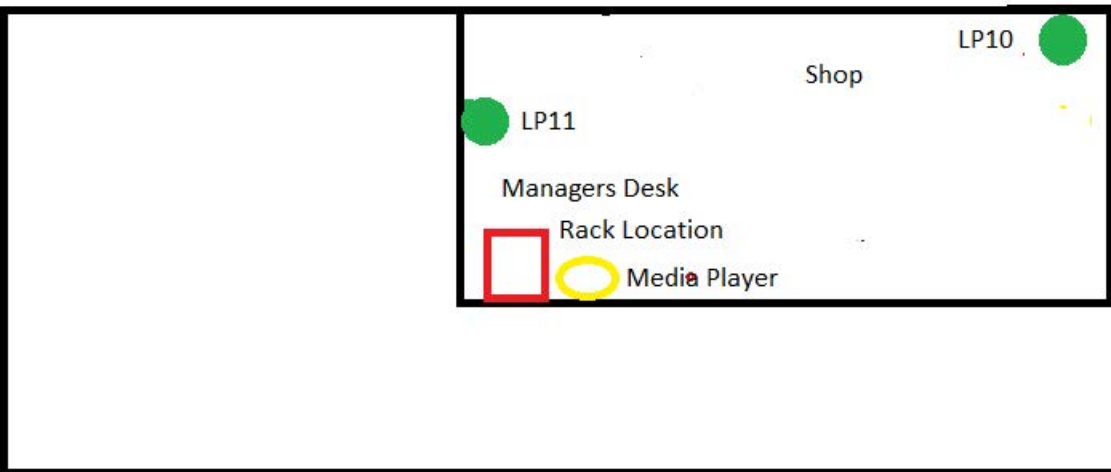 LP10
Shop
LP11
Managers Desk
Rack Location
Media Player